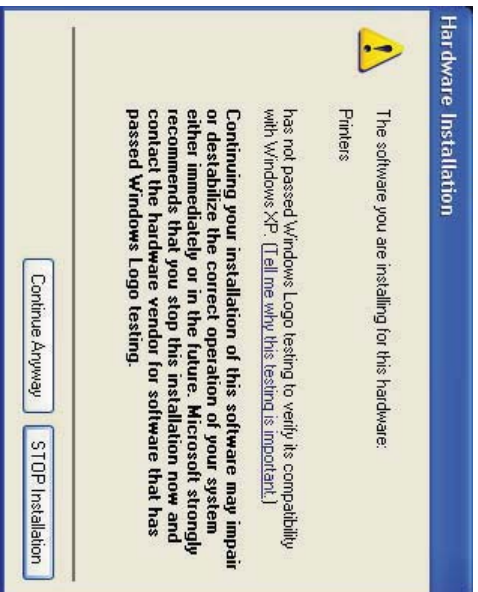 Hardware Installation
The software you are installing for this hardware:
Printers
has not passed Windows Logo testing to verify its compatibility
with Windows XP. (Tell me why this testing is important.)
Continuing your installation of this software may impair
or destabilize the correct operation of your system
either immediately or in the future. Microsoft strongly
recommends that you stop this installation now and
contact the hardware vendor for software that has
passed Windows Logo testing.
Continue Anyway
STOP Installation